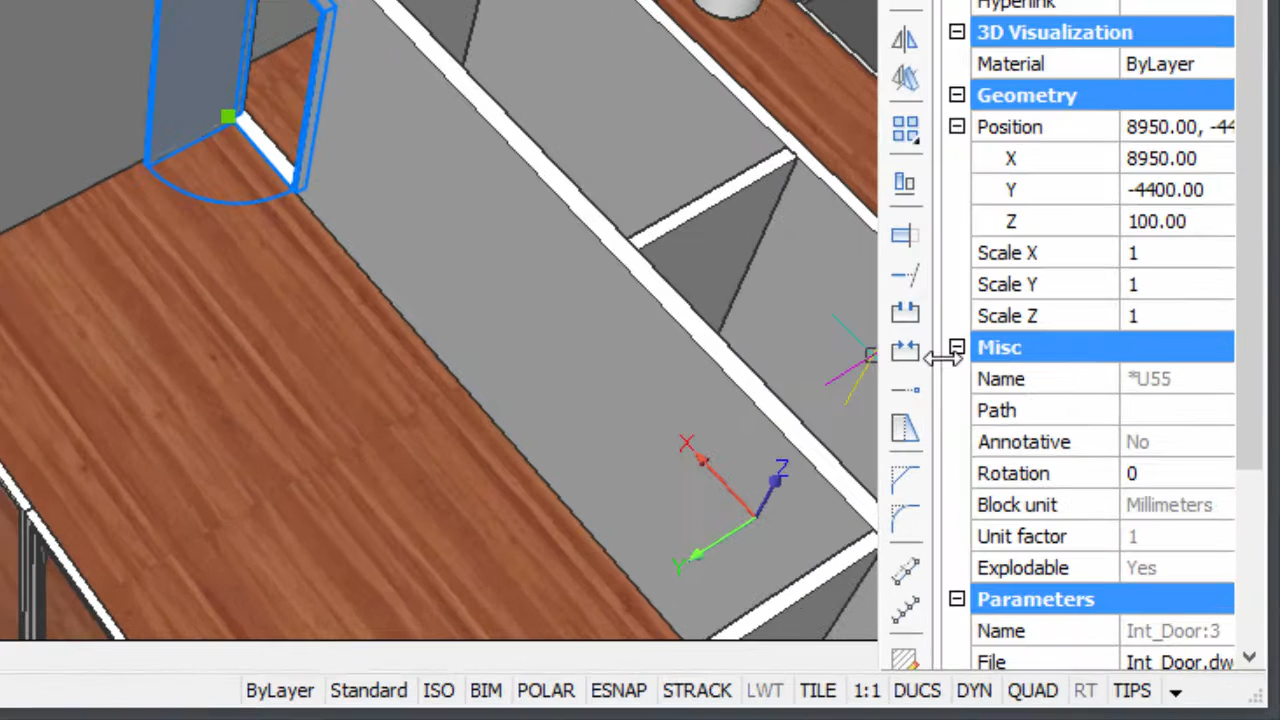 Hyperlink
3D Visualization
Material ByLayer
Geometry
Position 8950.00, -44
X 8950.00
Y -4400.00
Z 100.00
Scale X 1
Scale Y 1
Scale Z 1
Misc
Name *U55
Path
Annotative No
Rotation 0
Block unit Millimeters
Unit factor 1
Explodable Yes
Parameters
Name Int_Door:3
File Int_Door.dw
X
Z
Y
ByLayer Standard ISO BIM POLAR ESNAP STRACK LWT TILE 1:1 DUCS DYN QUAD RT TIPS